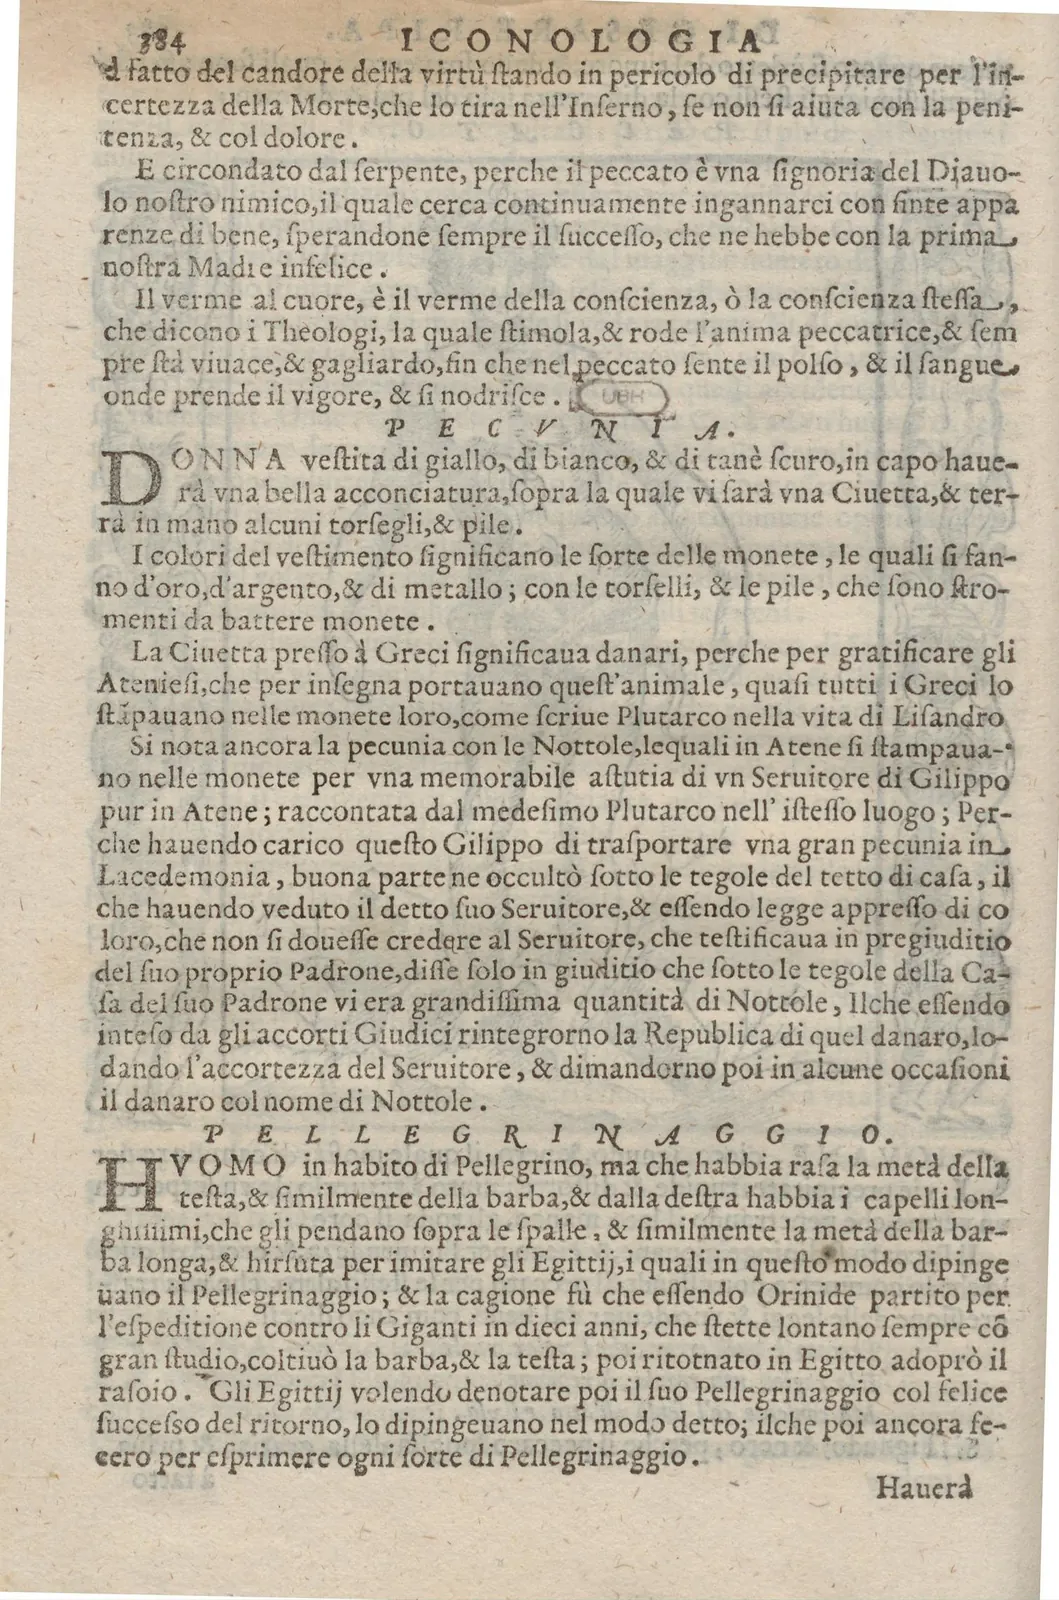 384 ICONOLOGIA
d fatto del candore della virtù ſtando in pericolo di precipitare per l'in-
certezza della Morte, che lo tira nell'Inferno, ſe non ſi aiuta con la peni-
tenza, & col dolore.
E circondato dal ſerpente, perche il peccato è vna ſignoria del Diauo-
lo noſtro nimico, il quale cerca continuamente ingannarci con finte appa
renze di bene, ſperandone ſempre il ſucceſſo, che ne hebbe con la prima
noſtra Madre infelice.
Il verme al cuore, è il verme della conſcienza, ò la conſcienza ſteſſa,
che dicono i Theologi, la quale ſtimola, & rode l'anima peccatrice, & ſem
pre ſtà viuace, & gagliardo, fin che nel peccato ſente il polſo, & il ſangue
onde prende il vigore, & ſi nodriſce. UBH
PECVNIA.
DONNA veſtita di giallo, di bianco, & di tanè ſcuro, in capo haue-
rà vna bella acconciatura, ſopra la quale vi ſarà vna Ciuetta, & ter-
rà in mano alcuni torſegli, & pile.
I colori del veſtimento ſignificano le ſorte delle monete, le quali ſi fan-
no d'oro, d'argento, & di metallo; con le torſelli, & le pile, che ſono ſtro-
menti da battere monete.
La Ciuetta preſſo à Greci ſignificaua danari, perche per gratificare gli
Atenieſi, che per inſegna portauano queſt'animale, quaſi tutti i Greci lo
ſtãpauano nelle monete loro, come ſcriue Plutarco nella vita di Liſandro
Si nota ancora la pecunia con le Nottole, lequali in Atene ſi ſtampaua-
no nelle monete per vna memorabile aſtutia di vn Seruitore di Gilippo
pur in Atene; raccontata dal medeſimo Plutarco nell' iſteſſo luogo; Per-
che hauendo carico queſto Gilippo di traſportare vna gran pecunia in
Lacedemonia, buona parte ne occultò ſotto le tegole del tetto di caſa, il
che hauendo veduto il detto ſuo Seruitore, & eſſendo legge appreſſo di co
loro, che non ſi doueſſe credere al Seruitore, che teſtificaua in pregiuditio
del ſuo proprio Padrone, diſſe ſolo in giuditio che ſotto le tegole della Ca-
ſa del ſuo Padrone vi era grandiſſima quantità di Nottole, Ilche eſſendo
inteſo da gli accorti Giudici rintegrorno la Republica di quel danaro, lo-
dando l'accortezza del Seruitore, & dimandorno poi in alcune occaſioni
il danaro col nome di Nottole.
PELLEGRINAGGIO.
HVOMO in habito di Pellegrino, ma che habbia raſa la metà della
teſta, & ſimilmente della barba, & dalla deſtra habbia i capelli lon-
ghiſſimi, che gli pendano ſopra le ſpalle, & ſimilmente la metà della bar-
ba longa, & hirſuta per imitare gli Egittij, i quali in queſto modo dipinge
uano il Pellegrinaggio; & la cagione fù che eſſendo Orinide partito per
l'eſpeditione contro li Giganti in dieci anni, che ſtette lontano ſempre cõ
gran ſtudio, coltiuò la barba, & la teſta; poi ritotnato in Egitto adoprò il
raſoio. Gli Egittij volendo denotare poi il ſuo Pellegrinaggio col felice
ſucceſſo del ritorno, lo dipingeuano nel modo detto; ilche poi ancora fe-
cero per eſprimere ogni ſorte di Pellegrinaggio.
Hauerà